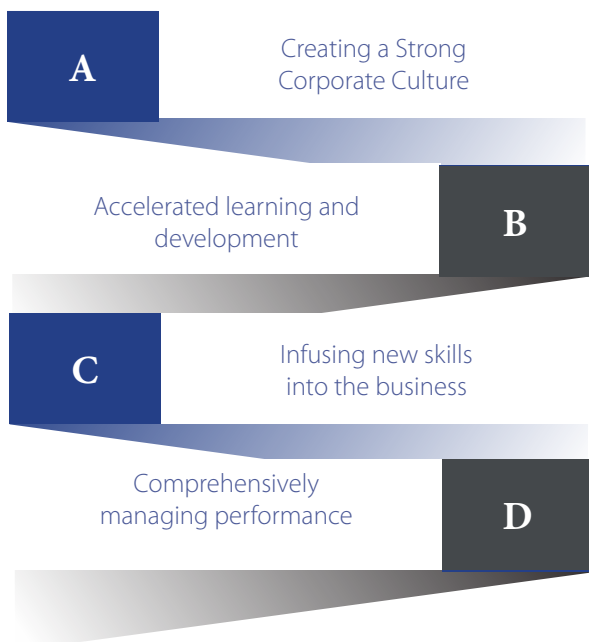 A
Creating a Strong
Corporate Culture
Accelerated learning and
development
B
C
Infusing new skills
into the business
Comprehensively
managing performance
D